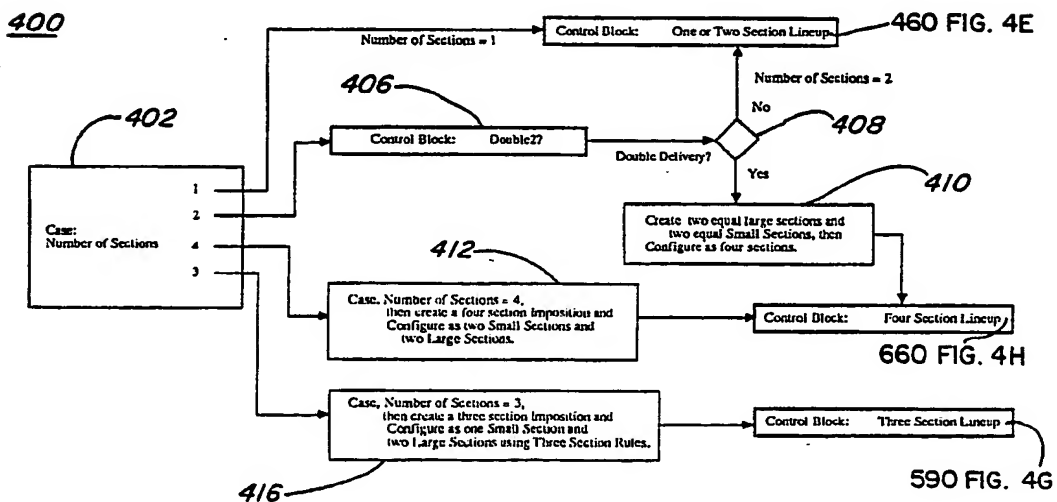 400
Number of Sections = 1
Control Block: One or Two Section Lineup
460 FIG. 4E
402
Case:
Number of Sections
1
2
4
3
406
Control Block: Double2?
Double Delivery?
Number of Sections = 2
No
408
Yes
410
Create two equal large sections and
two equal Small Sections, then
Configure as four sections.
412
Case, Number of Sections = 4,
then create a four section Imposition and
Configure as two Small Sections and
two Large Sections.
Control Block: Four Section Lineup
660 FIG. 4H
Case, Number of Sections = 3,
then create a three section Imposition and
Configure as one Small Section and
two Large Sections using Three Section Rules.
416
Control Block: Three Section Lineup
590 FIG. 4G